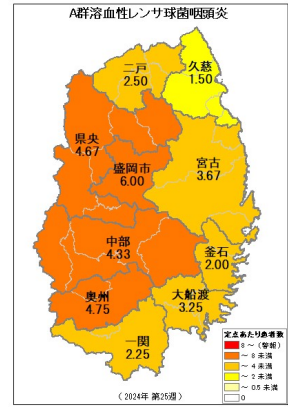 A群溶血性レンサ球菌咽頭炎
二戸
2.50
久慈
1.50
県央
4.67
盛岡市
6.00
宮古
3.67
中部
4.33
釜石
2.00
奥州
4.75
大船渡
3.25
一関
2.25
定点あたり患者数
8 ～ (警報)
～ 8 未満
～ 4 未満
～ 2 未満
～ 0.5 未満
0
( 2024年 第25週 )